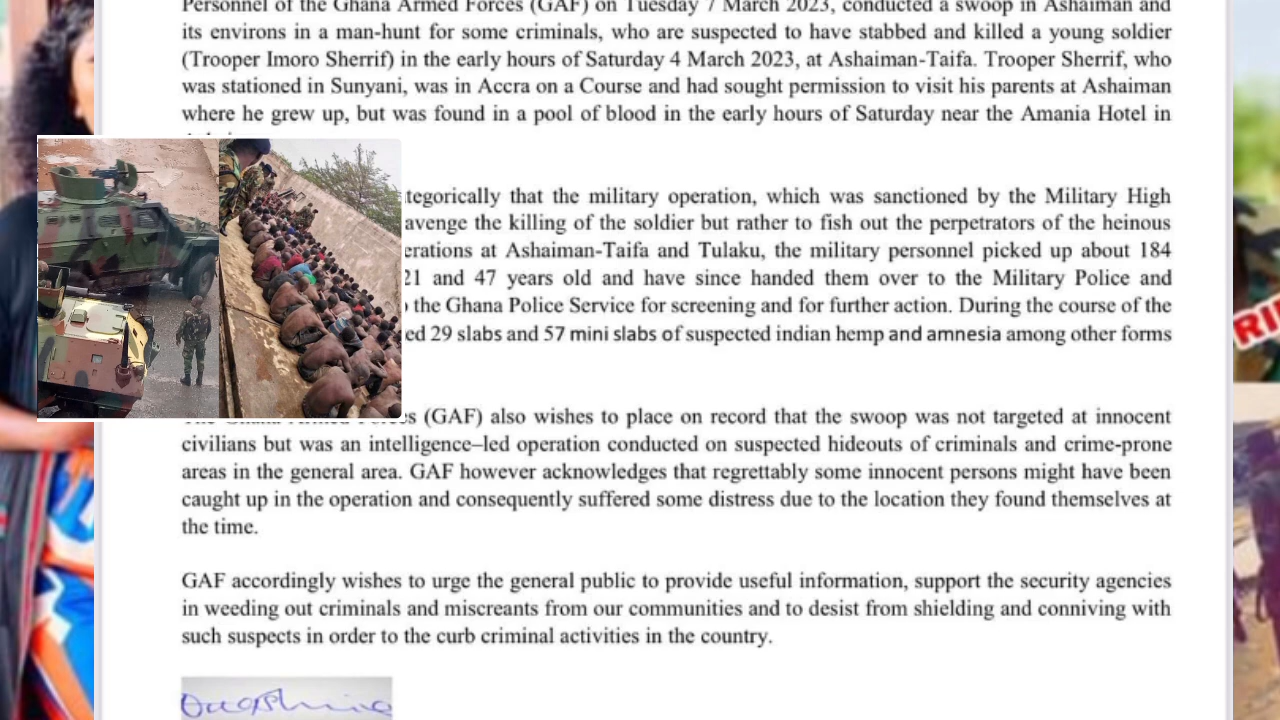 Personnel of the Ghana Armed Forces (GAF) on Tuesday 7 March 2023, conducted a swoop in Ashaiman and
its environs in a man-hunt for some criminals, who are suspected to have stabbed and killed a young soldier
(Trooper Imoro Sherrif) in the early hours of Saturday 4 March 2023, at Ashaiman-Taifa. Trooper Sherrif, who
was stationed in Sunyani, was in Accra on a Course and had sought permission to visit his parents at Ashaiman
where he grew up, but was found in a pool of blood in the early hours of Saturday near the Amania Hotel in
tegorically that the military operation, which was sanctioned by the Military High
avenge the killing of the soldier but rather to fish out the perpetrators of the heinous
erations at Ashaiman-Taifa and Tulaku, the military personnel picked up about 184
21 and 47 years old and have since handed them over to the Military Police and
the Ghana Police Service for screening and for further action. During the course of the
ed 29 slabs and 57 mini slabs of suspected indian hemp and amnesia among other forms
(GAF) also wishes to place on record that the swoop was not targeted at innocent
civilians but was an intelligence–led operation conducted on suspected hideouts of criminals and crime-prone
areas in the general area. GAF however acknowledges that regrettably some innocent persons might have been
caught up in the operation and consequently suffered some distress due to the location they found themselves at
the time.
GAF accordingly wishes to urge the general public to provide useful information, support the security agencies
in weeding out criminals and miscreants from our communities and to desist from shielding and conniving with
such suspects in order to the curb criminal activities in the country.
RI